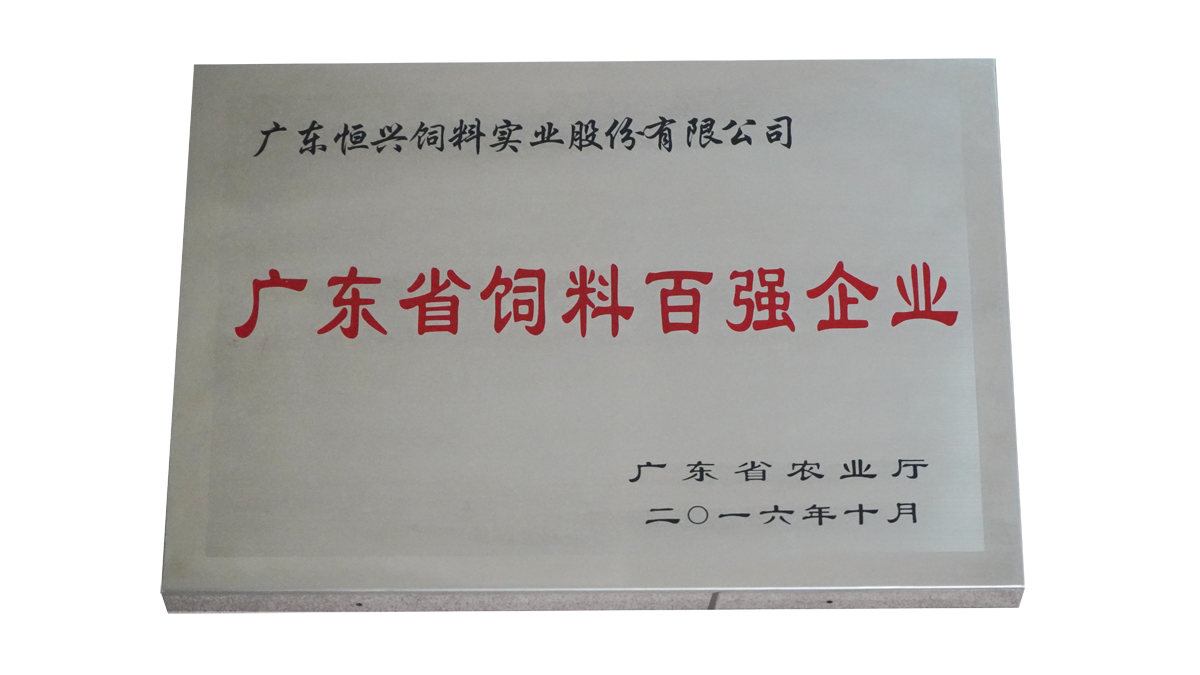 广东恒兴饲料实业股份有限公司
广东省饲料百强企业
广东省农业厅
二〇一六年十月